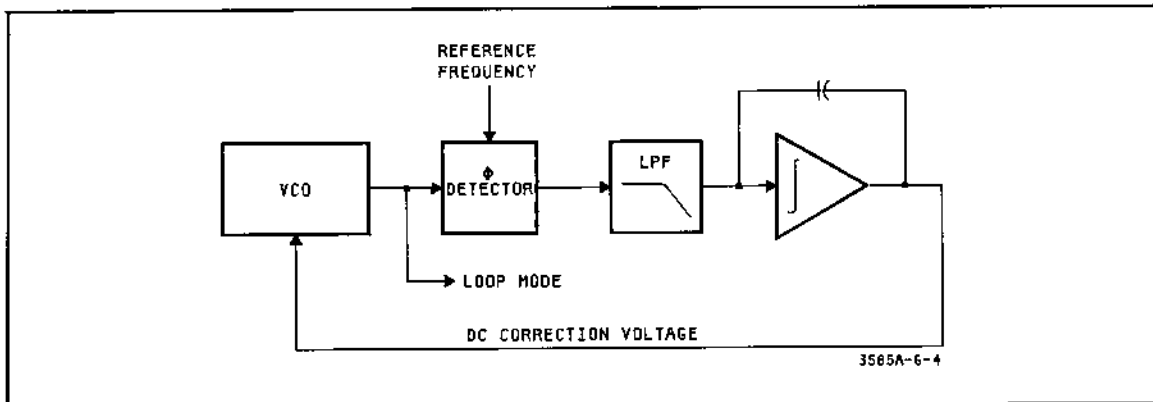 REFERENCE
FREQUENCY
VCO
Φ
DETECTOR
LPF
∫
LOOP MODE
DC CORRECTION VOLTAGE
3585A-6-4